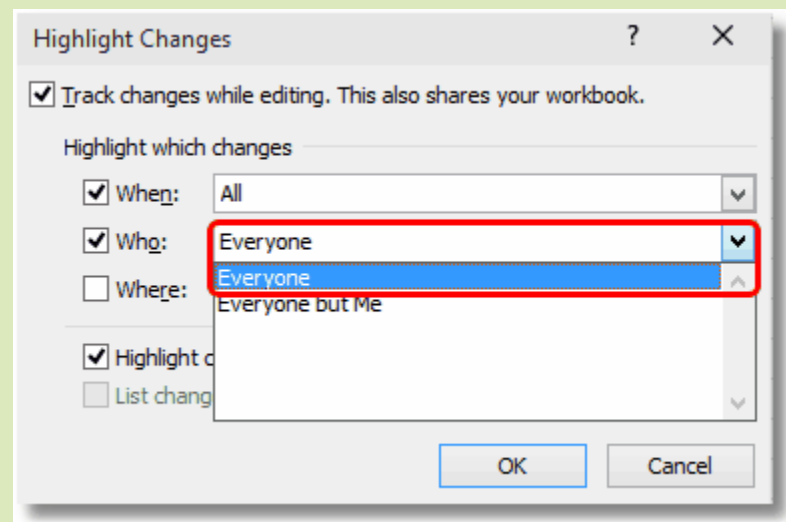 Highlight Changes ?
Track changes while editing. This also shares your workbook.
Highlight which changes
When: All
Who: Everyone
Everyone
Where:
Everyone but Me
Highlight
List chang
OK Cancel